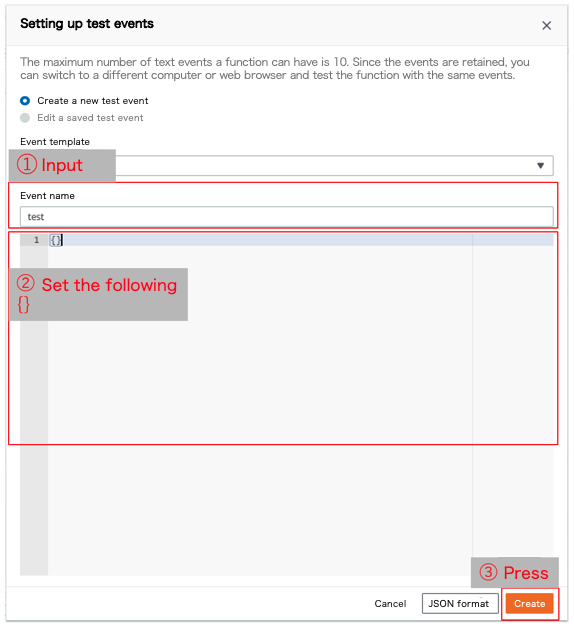 Setting up test events
The maximum number of text events a function can have is 10. Since the events are retained, you
can switch to a different computer or web browser and test the function with the same events.
Create a new test event
Edit a saved test event
Event template
① Input
Event name
test
1 {}
② Set the following
{}
③ Press
Cancel JSON format Create